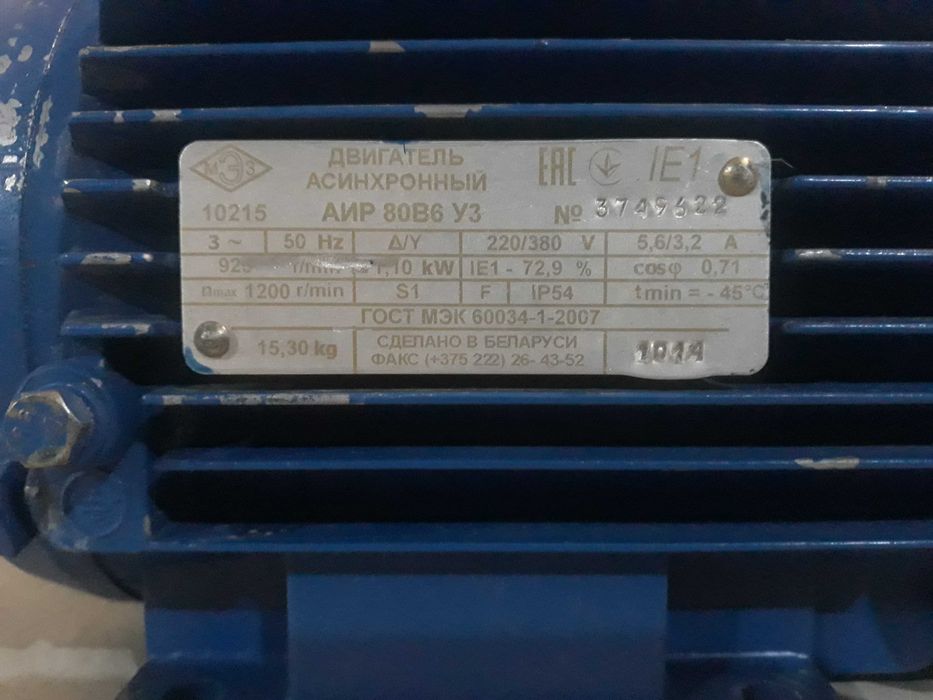 МЭЗ ДВИГАТЕЛЬ АСИНХРОННЫЙ EAC IE1
10215 АИР 80В6 У3 № 3749622
3 ~ 50 Hz Δ/Y 220/380 V 5,6/3,2 A
r/min 1,10 kW IE1 - 72,9 % cosφ 0,71
nmax 1200 r/min S1 F IP54 tmin = - 45°C
ГОСТ МЭК 60034-1-2007
15,30 kg СДЕЛАНО В БЕЛАРУСИ
ФАКС (+375 222) 26- 43-52